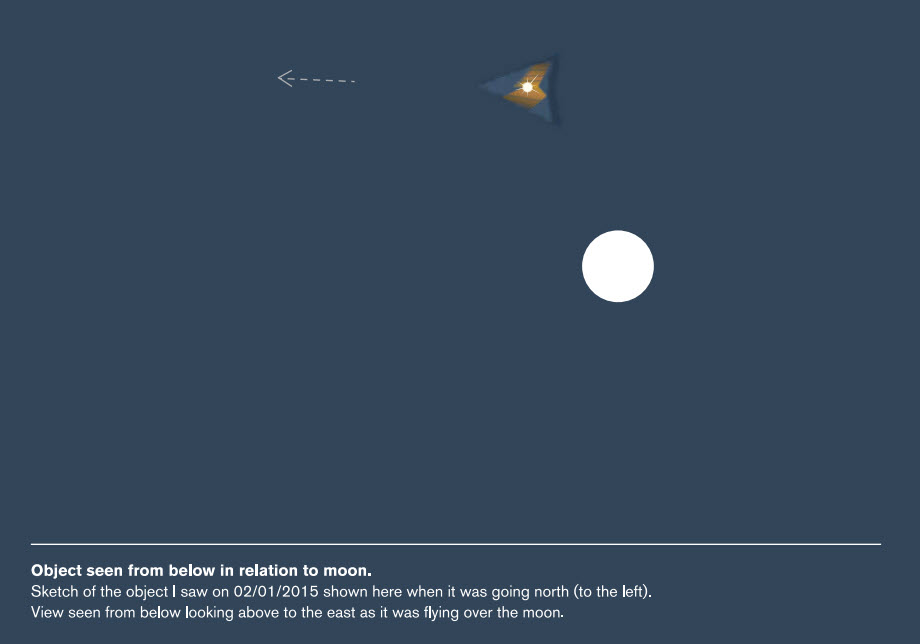 Object seen from below in relation to moon.
Sketch of the object I saw on 02/01/2015 shown here when it was going north (to the left).
View seen from below looking above to the east as it was flying over the moon.